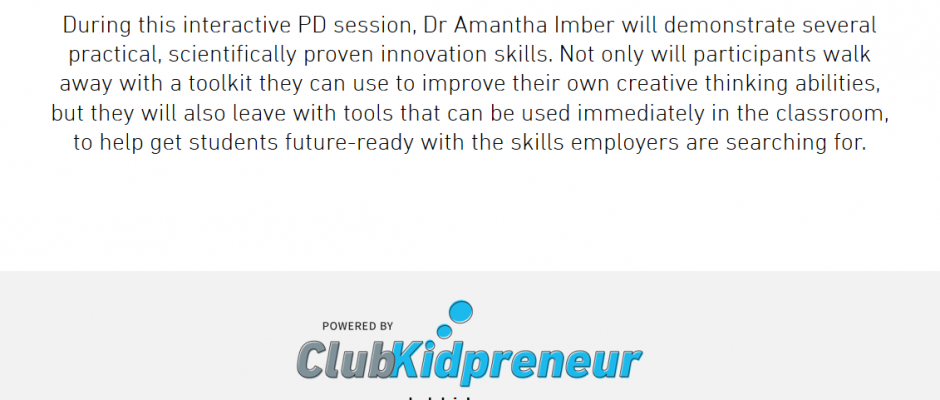 During this interactive PD session, Dr Amantha Imber will demonstrate several
practical, scientifically proven innovation skills. Not only will participants walk
away with a toolkit they can use to improve their own creative thinking abilities,
but they will also leave with tools that can be used immediately in the classroom,
to help get students future-ready with the skills employers are searching for.
POWERED BY
ClubKidpreneur